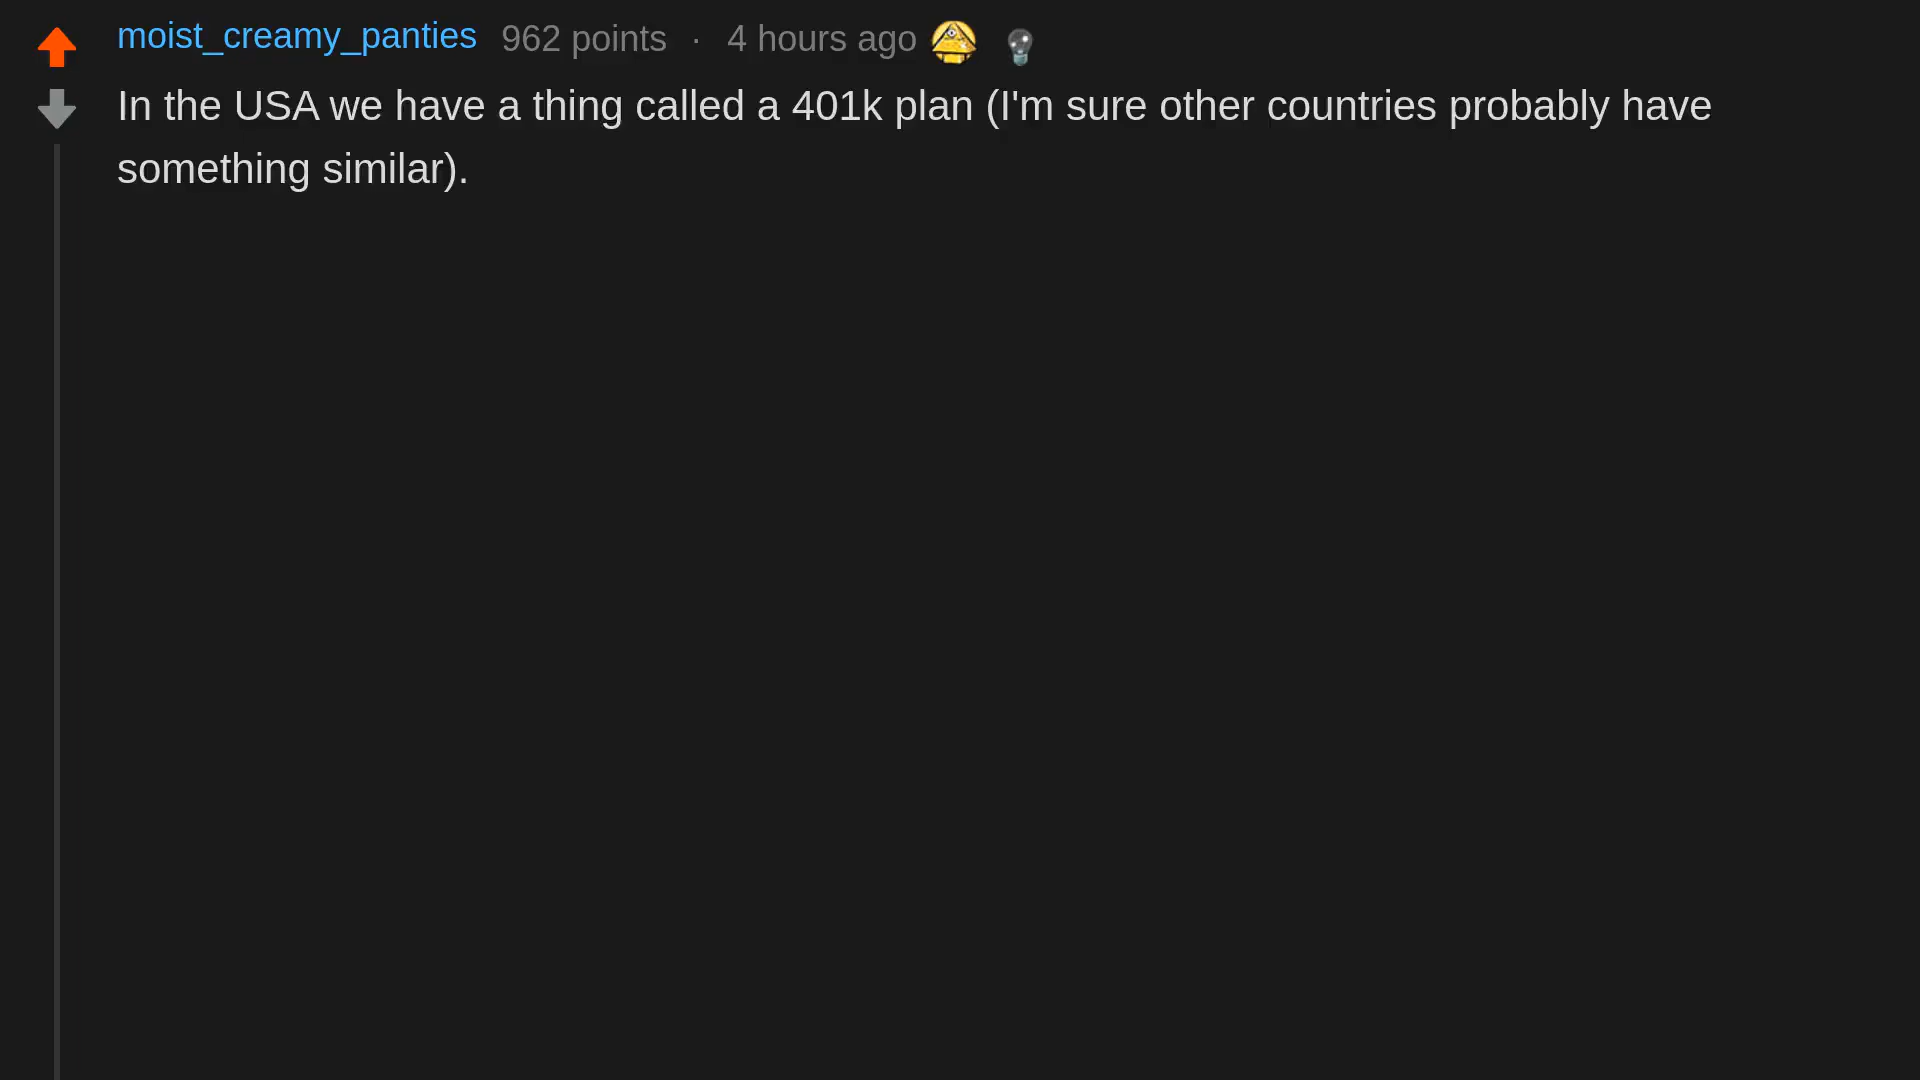 moist_creamy_panties 962 points · 4 hours ago
In the USA we have a thing called a 401k plan (I'm sure other countries probably have
something similar).